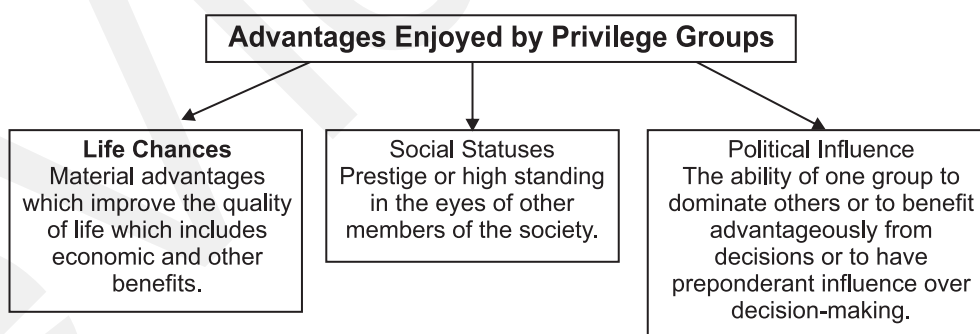 Advantages Enjoyed by Privilege Groups
Life Chances
Material advantages
which improve the quality
of life which includes
economic and other
benefits.
Social Statuses
Prestige or high standing
in the eyes of other
members of the society.
Political Influence
The ability of one group to
dominate others or to benefit
advantageously from
decisions or to have
preponderant influence over
decision-making.